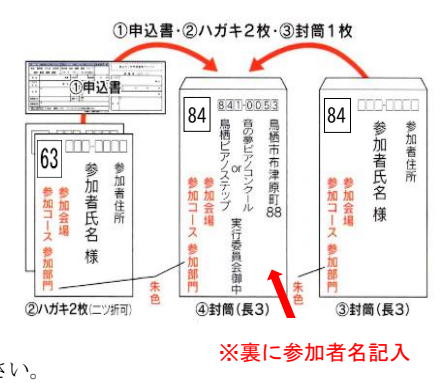 ①申込書・②ハガキ2枚・③封筒1枚
①申込書
63
参加者住所
参加者氏名 様
参加会場
参加コース 参加部門
朱色
②ハガキ2枚(二ツ折可)
84
841-0053
鳥栖市布津原町88
音の夢ピアノコンクール
or
鳥栖ピアノステップ
実行委員会御中
参加会場
参加コース 参加部門
④封筒(長3)
84
参加者住所
参加者氏名 様
参加会場
参加コース 参加部門
朱色
③封筒(長3)
※裏に参加者名記入
さい。